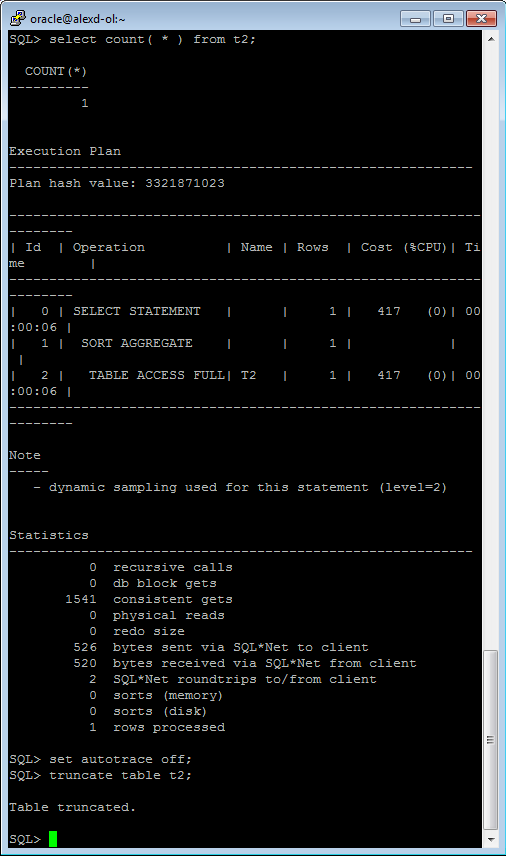 oracle@alexd-ol:~
SQL> select count( * ) from t2;
  COUNT(*)
----------
         1
Execution Plan
----------------------------------------------------------
Plan hash value: 3321871023
-----------------------------------------------------------
--------
| Id  | Operation          | Name | Rows  | Cost (%CPU)| Ti
me        |
-----------------------------------------------------------
--------
|   0 | SELECT STATEMENT   |      |     1 |   417   (0)| 00
:00:06 |
|   1 |  SORT AGGREGATE    |      |     1 |            |
 |
|   2 |   TABLE ACCESS FULL| T2   |     1 |   417   (0)| 00
:00:06 |
-----------------------------------------------------------
--------
Note
-----
   - dynamic sampling used for this statement (level=2)
Statistics
----------------------------------------------------------
          0  recursive calls
          0  db block gets
       1541  consistent gets
          0  physical reads
          0  redo size
        526  bytes sent via SQL*Net to client
        520  bytes received via SQL*Net from client
          2  SQL*Net roundtrips to/from client
          0  sorts (memory)
          0  sorts (disk)
          1  rows processed
SQL> set autotrace off;
SQL> truncate table t2;
Table truncated.
SQL>